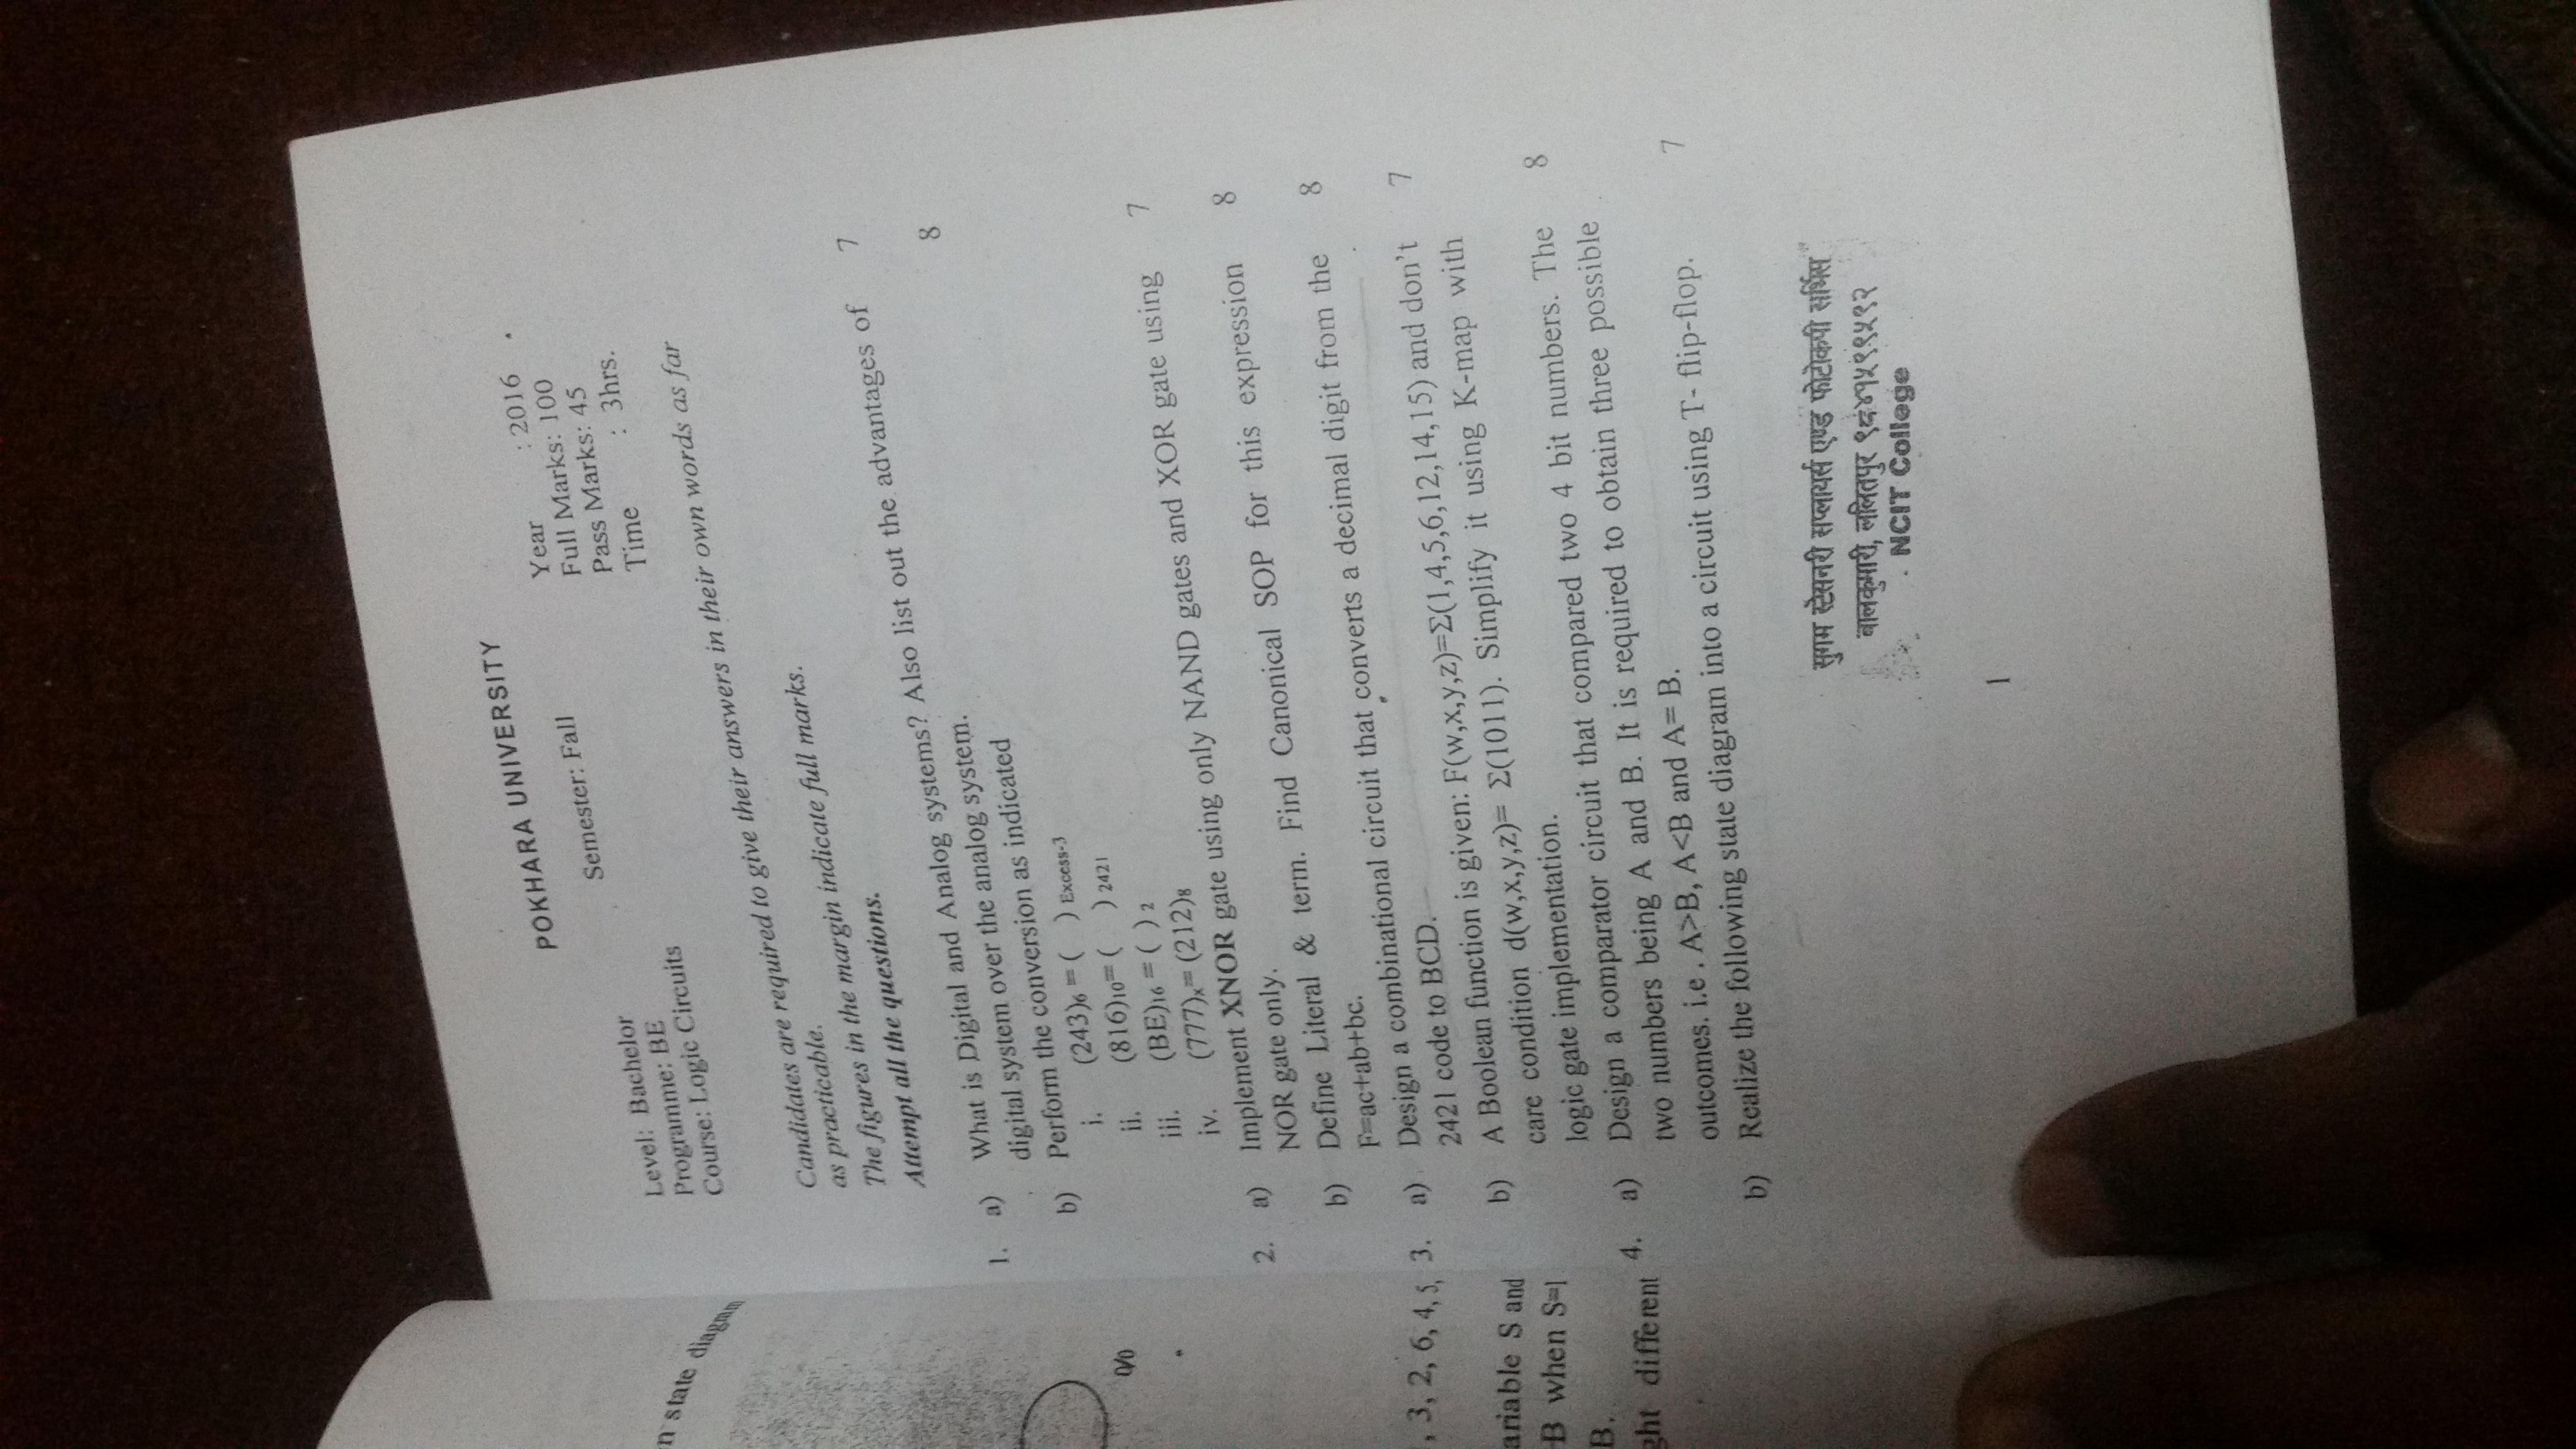 n state diagram
0/0
, 3, 2, 6, 4, 5,
ariable S and
B when S=1
B.
ght different
POKHARA UNIVERSITY
Semester: Fall
Level: Bachelor
Programme: BE
Course: Logic Circuits
Year : 2016
Full Marks: 100
Pass Marks: 45
Time : 3hrs.
Candidates are required to give their answers in their own words as far
as practicable.
The figures in the margin indicate full marks.
Attempt all the questions.
1. a) What is Digital and Analog systems? Also list out the advantages of 7
digital system over the analog system.
b) Perform the conversion as indicated 8
i. (243)6 = ( ) Excess-3
ii. (816)10= ( ) 2421
iii. (BE)16 = ( ) 2
iv. (777)x= (212)8
2. a) Implement XNOR gate using only NAND gates and XOR gate using 7
NOR gate only.
b) Define Literal & term. Find Canonical SOP for this expression 8
F=ac+ab+bc.
3. a) Design a combinational circuit that converts a decimal digit from the 8
2421 code to BCD.
b) A Boolean function is given: F(w,x,y,z)=Σ(1,4,5,6,12,14,15) and don't 7
care condition d(w,x,y,z)= Σ(1011). Simplify it using K-map with
logic gate implementation.
4. a) Design a comparator circuit that compared two 4 bit numbers. The 8
two numbers being A and B. It is required to obtain three possible
outcomes. i.e . A>B, A<B and A= B.
b) Realize the following state diagram into a circuit using T- flip-flop. 7
सुगम स्टेसनरी सप्लायर्स एण्ड फोटोकपी सर्भिस
बालकुमारी, ललितपुर ९८४१५९९५९२
NCIT College
1